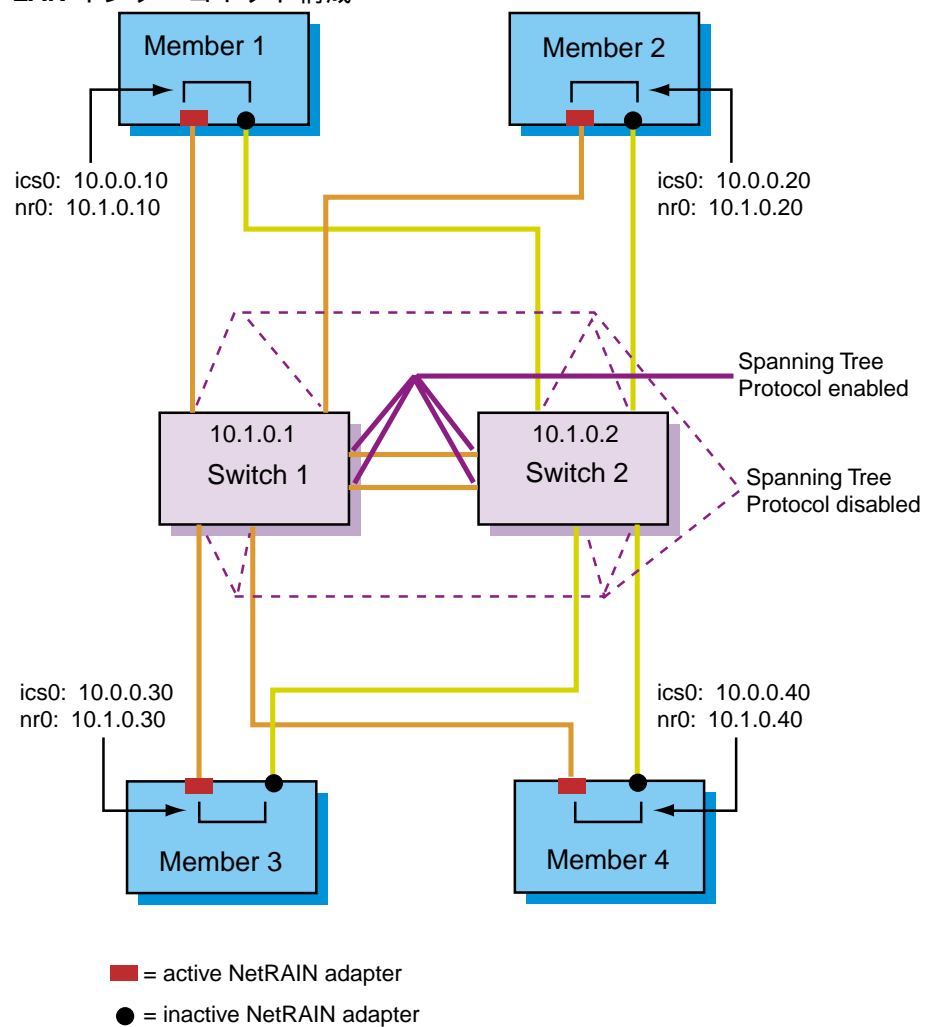 Member 1
Member 2
ics0: 10.0.0.10
nr0: 10.1.0.10
ics0: 10.0.0.20
nr0: 10.1.0.20
Spanning Tree
Protocol enabled
10.1.0.1
Switch 1
10.1.0.2
Switch 2
Spanning Tree
Protocol disabled
ics0: 10.0.0.30
nr0: 10.1.0.30
ics0: 10.0.0.40
nr0: 10.1.0.40
Member 3
Member 4
= active NetRAIN adapter
= inactive NetRAIN adapter